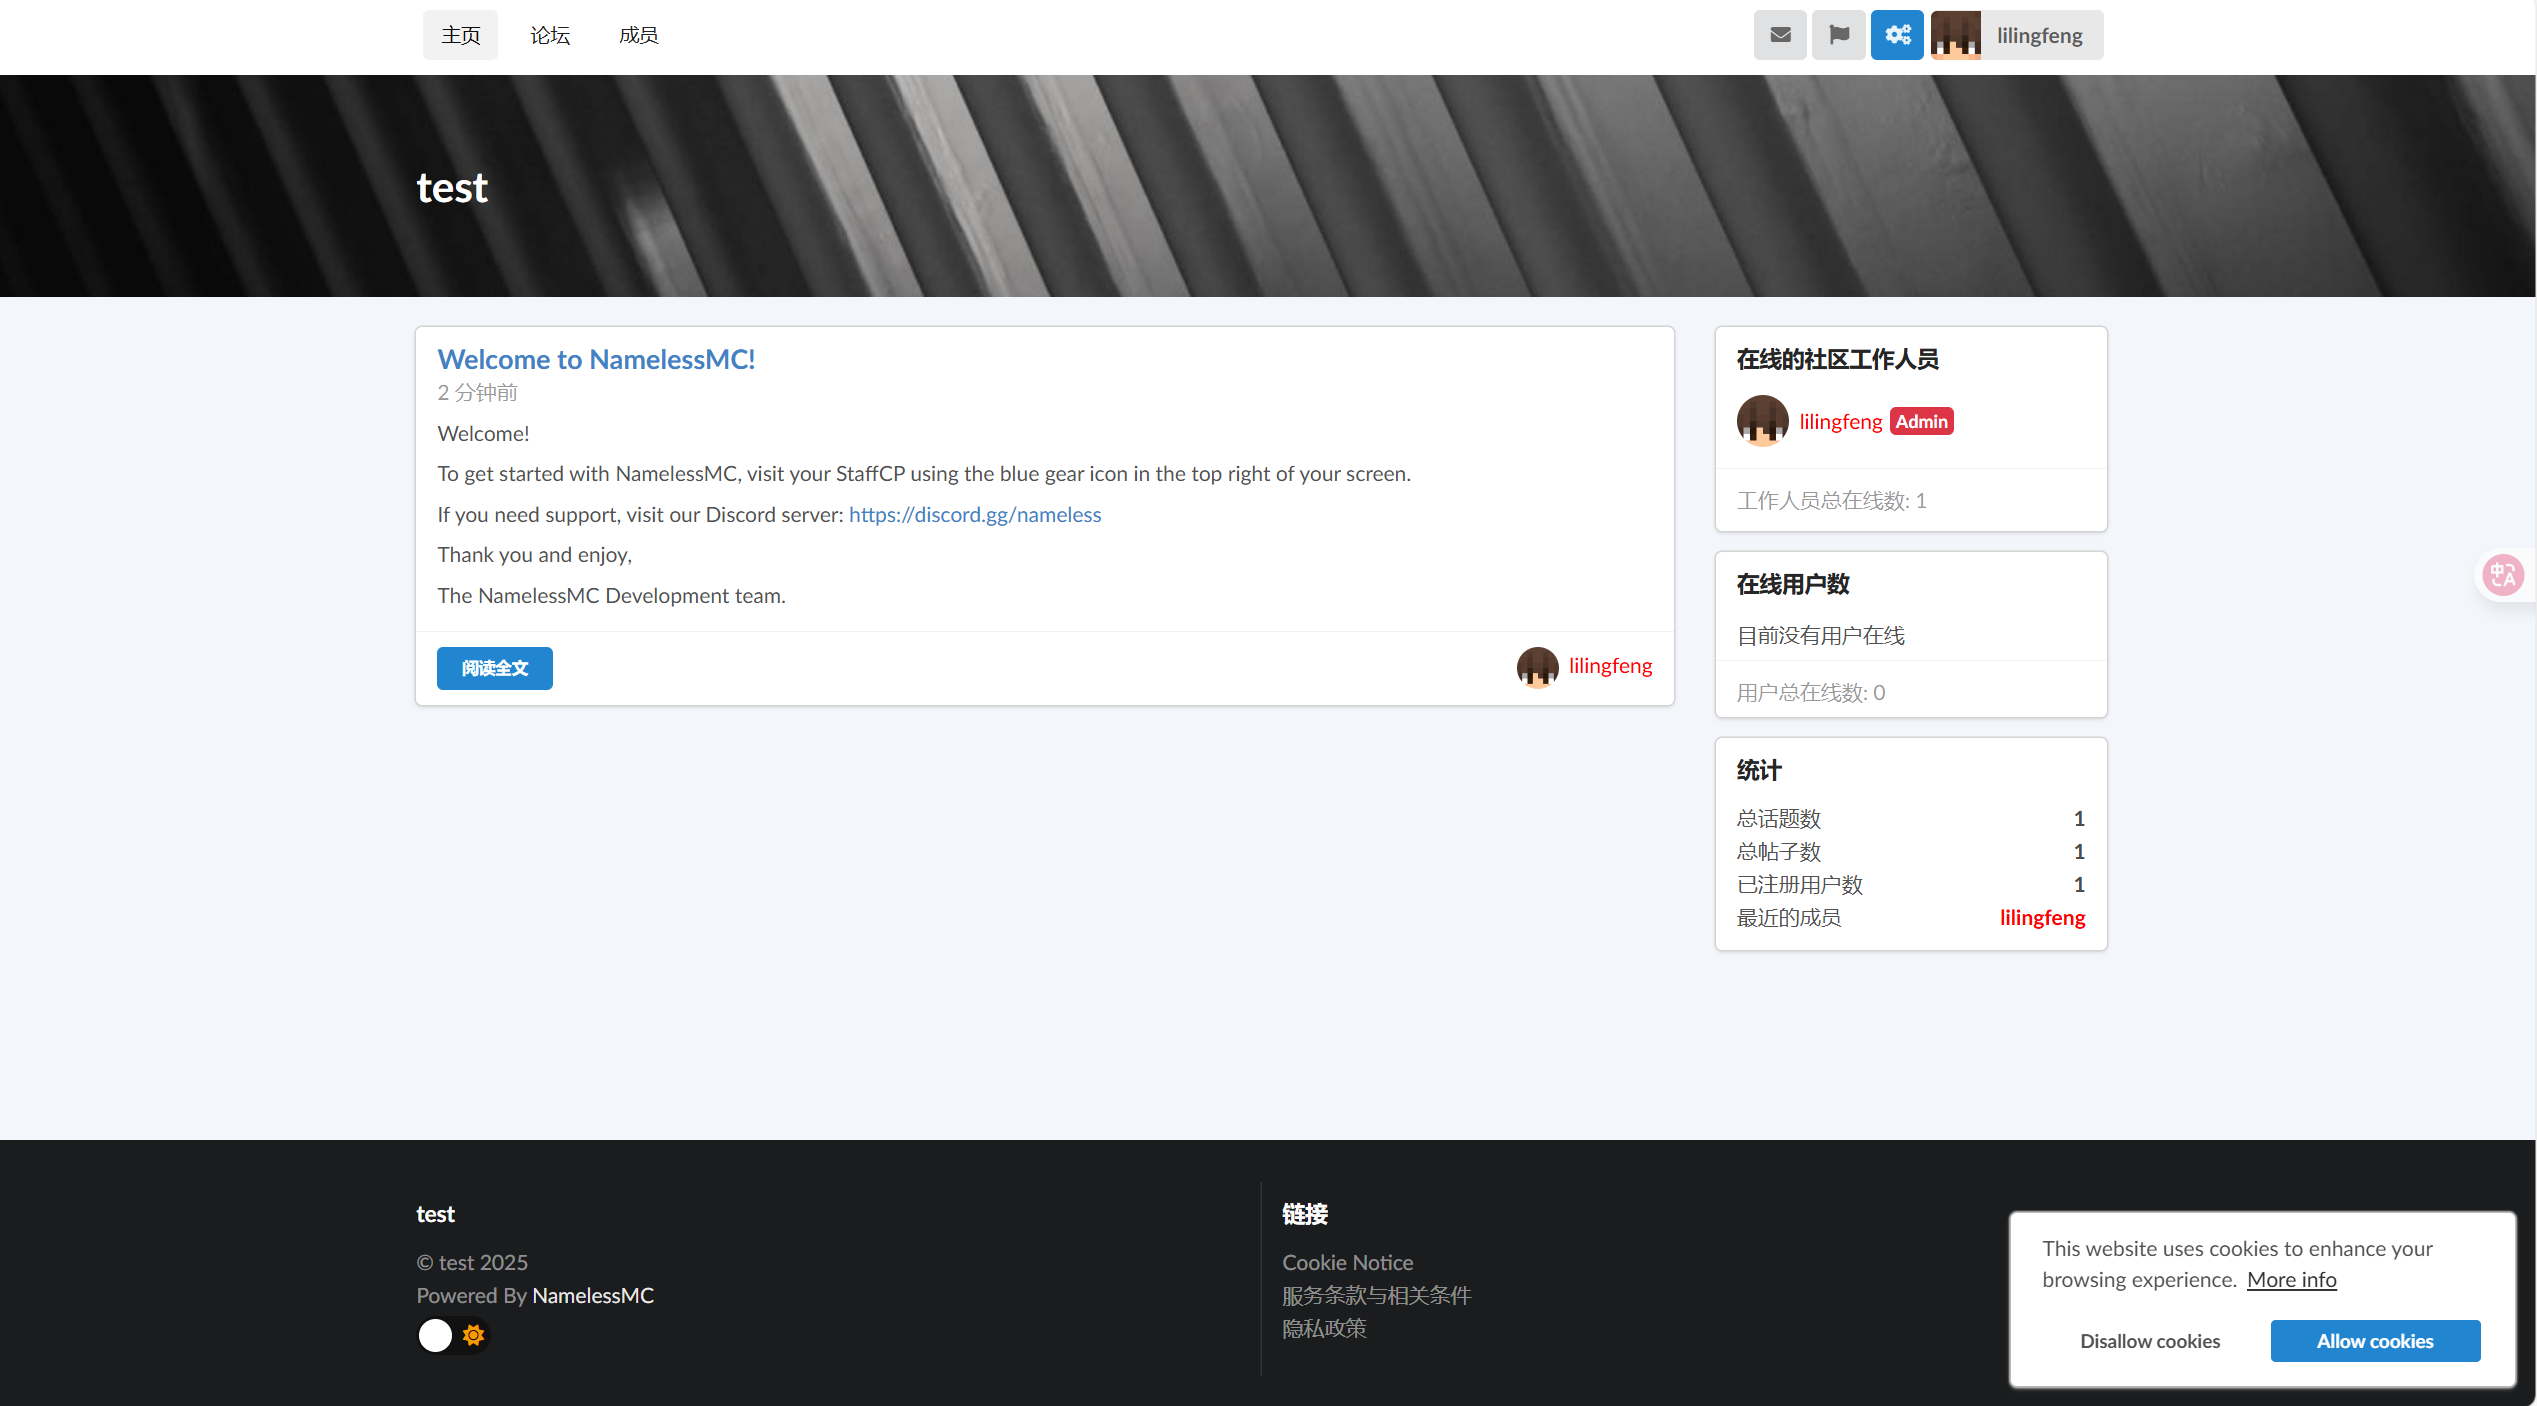 主页
论坛
成员
lilingfeng
test
Welcome to NamelessMC!
2 分钟前
Welcome!
To get started with NamelessMC, visit your StaffCP using the blue gear icon in the top right of your screen.
If you need support, visit our Discord server: https://discord.gg/nameless
Thank you and enjoy,
The NamelessMC Development team.
阅读全文
lilingfeng
在线的社区工作人员
lilingfeng Admin
工作人员总在线数: 1
在线用户数
目前没有用户在线
用户总在线数: 0
统计
总话题数 1
总帖子数 1
已注册用户数 1
最近的成员 lilingfeng
中A
test
© test 2025
Powered By NamelessMC
链接
Cookie Notice
服务条款与相关条件
隐私政策
This website uses cookies to enhance your
browsing experience. More info
Disallow cookies
Allow cookies